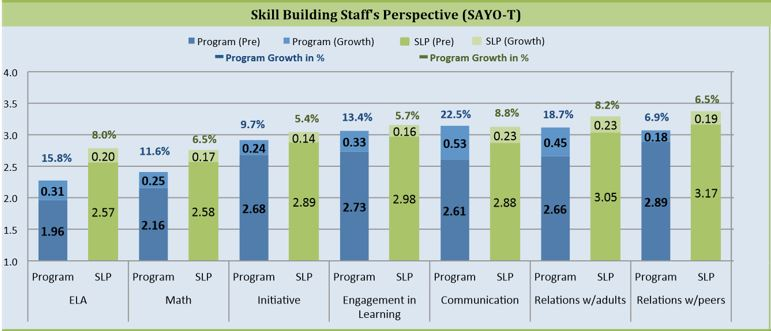 Skill Building Staff's Perspective (SAYO-T)
Program (Pre) Program (Growth) SLP (Pre) SLP (Growth)
Program Growth in % Program Growth in %
4.0
3.5
3.0
2.5
2.0
1.5
1.0
15.8% 8.0% 11.6% 6.5% 9.7% 5.4% 13.4% 5.7% 22.5% 8.8% 18.7% 8.2% 6.9% 6.5%
0.31 0.20 0.25 0.17 0.24 0.14 0.33 0.16 0.53 0.23 0.45 0.23 0.18 0.19
1.96 2.57 2.16 2.58 2.68 2.89 2.73 2.98 2.61 2.88 2.66 3.05 2.89 3.17
Program SLP Program SLP Program SLP Program SLP Program SLP Program SLP Program SLP
ELA Math Initiative Engagement in Communication Relations w/adults Relations w/peers
Learning